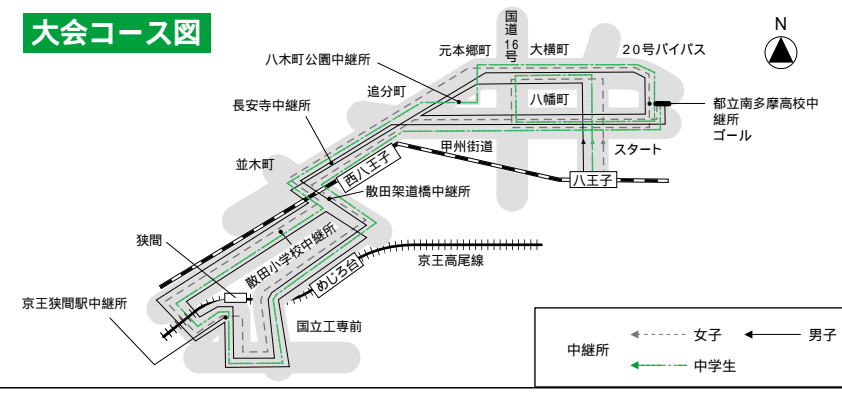 大会コース図
国道16号
N
元本郷町
大横町
20号バイパス
八木町公園中継所
追分町
長安寺中継所
八幡町
都立南多摩高校中
継所
ゴール
スタート
甲州街道
並木町
西八王子
八王子
散田架道橋中継所
狭間
散田小学校中継所
京王高尾線
めじろ台
京王狭間駅中継所
国立工専前
中継所
女子
男子
中学生